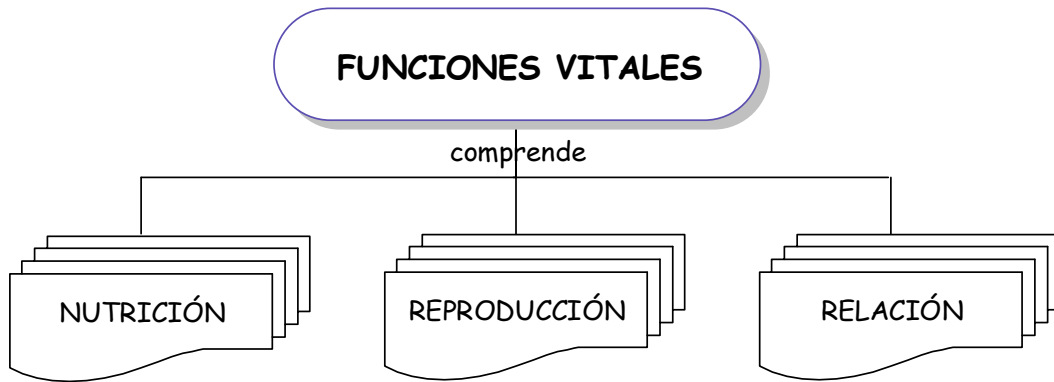 FUNCIONES VITALES
comprende
NUTRICIÓN
REPRODUCCIÓN
RELACIÓN